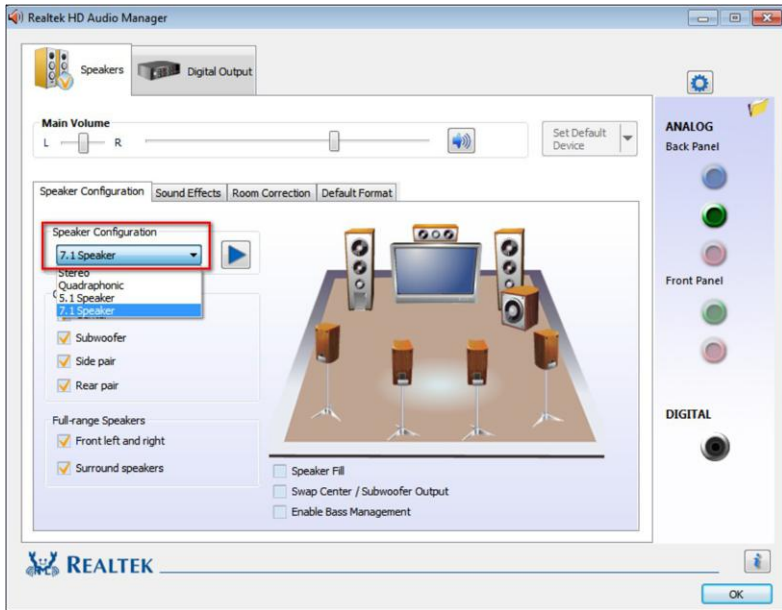 Realtek HD Audio Manager
Speakers
Digital Output
Main Volume
L R
Set Default
Device
ANALOG
Back Panel
Speaker Configuration Sound Effects Room Correction Default Format
Speaker Configuration
7.1 Speaker
Stereo
Quadraphonic
5.1 Speaker
7.1 Speaker
Subwoofer
Side pair
Rear pair
Full-range Speakers
Front left and right
Surround speakers
Speaker Fill
Swap Center / Subwoofer Output
Enable Bass Management
Front Panel
DIGITAL
REALTEK
i
OK